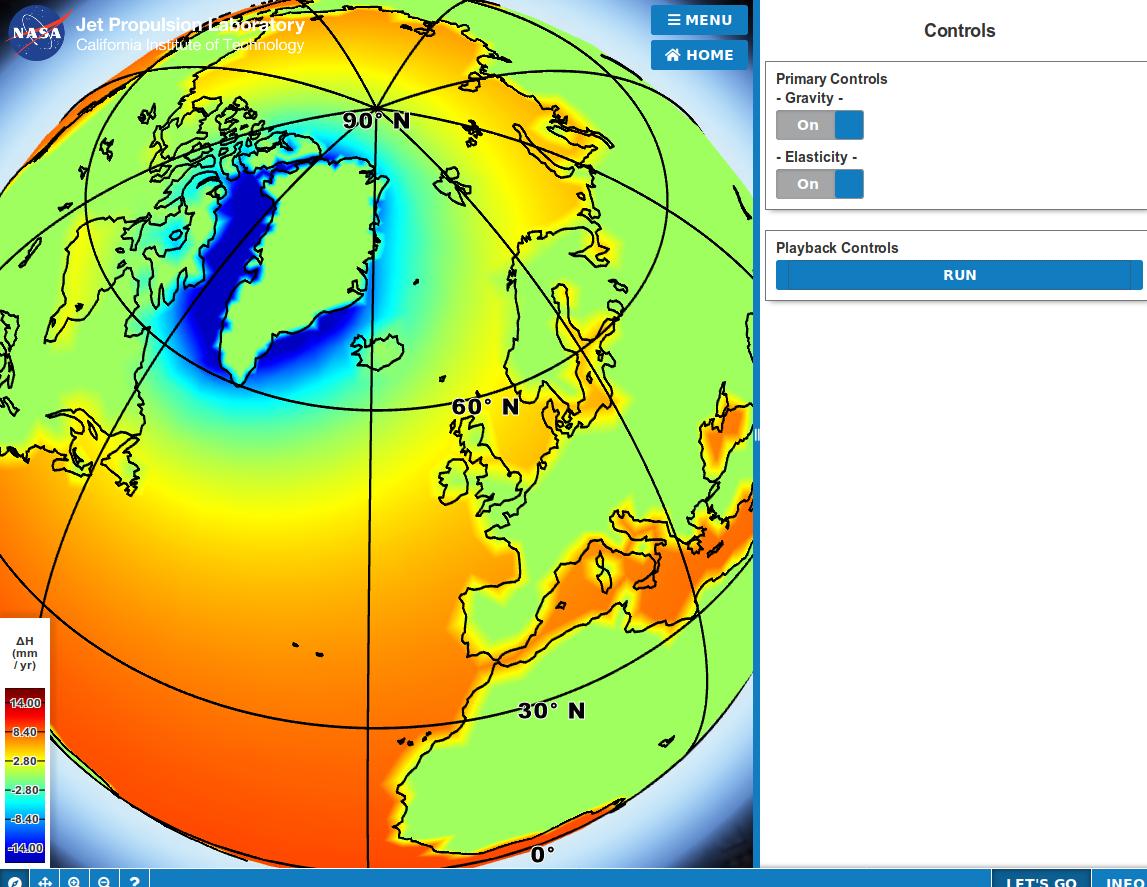 NASA
Jet Propulsion Laboratory
California Institute of Technology
MENU
HOME
90° N
60° N
30° N
0°
ΔH
(mm
/ yr)
14.00
8.40
2.80
-2.80
-8.40
-14.00
Controls
Primary Controls
- Gravity -
On
- Elasticity -
On
Playback Controls
RUN
?
LET'S GO
INFO